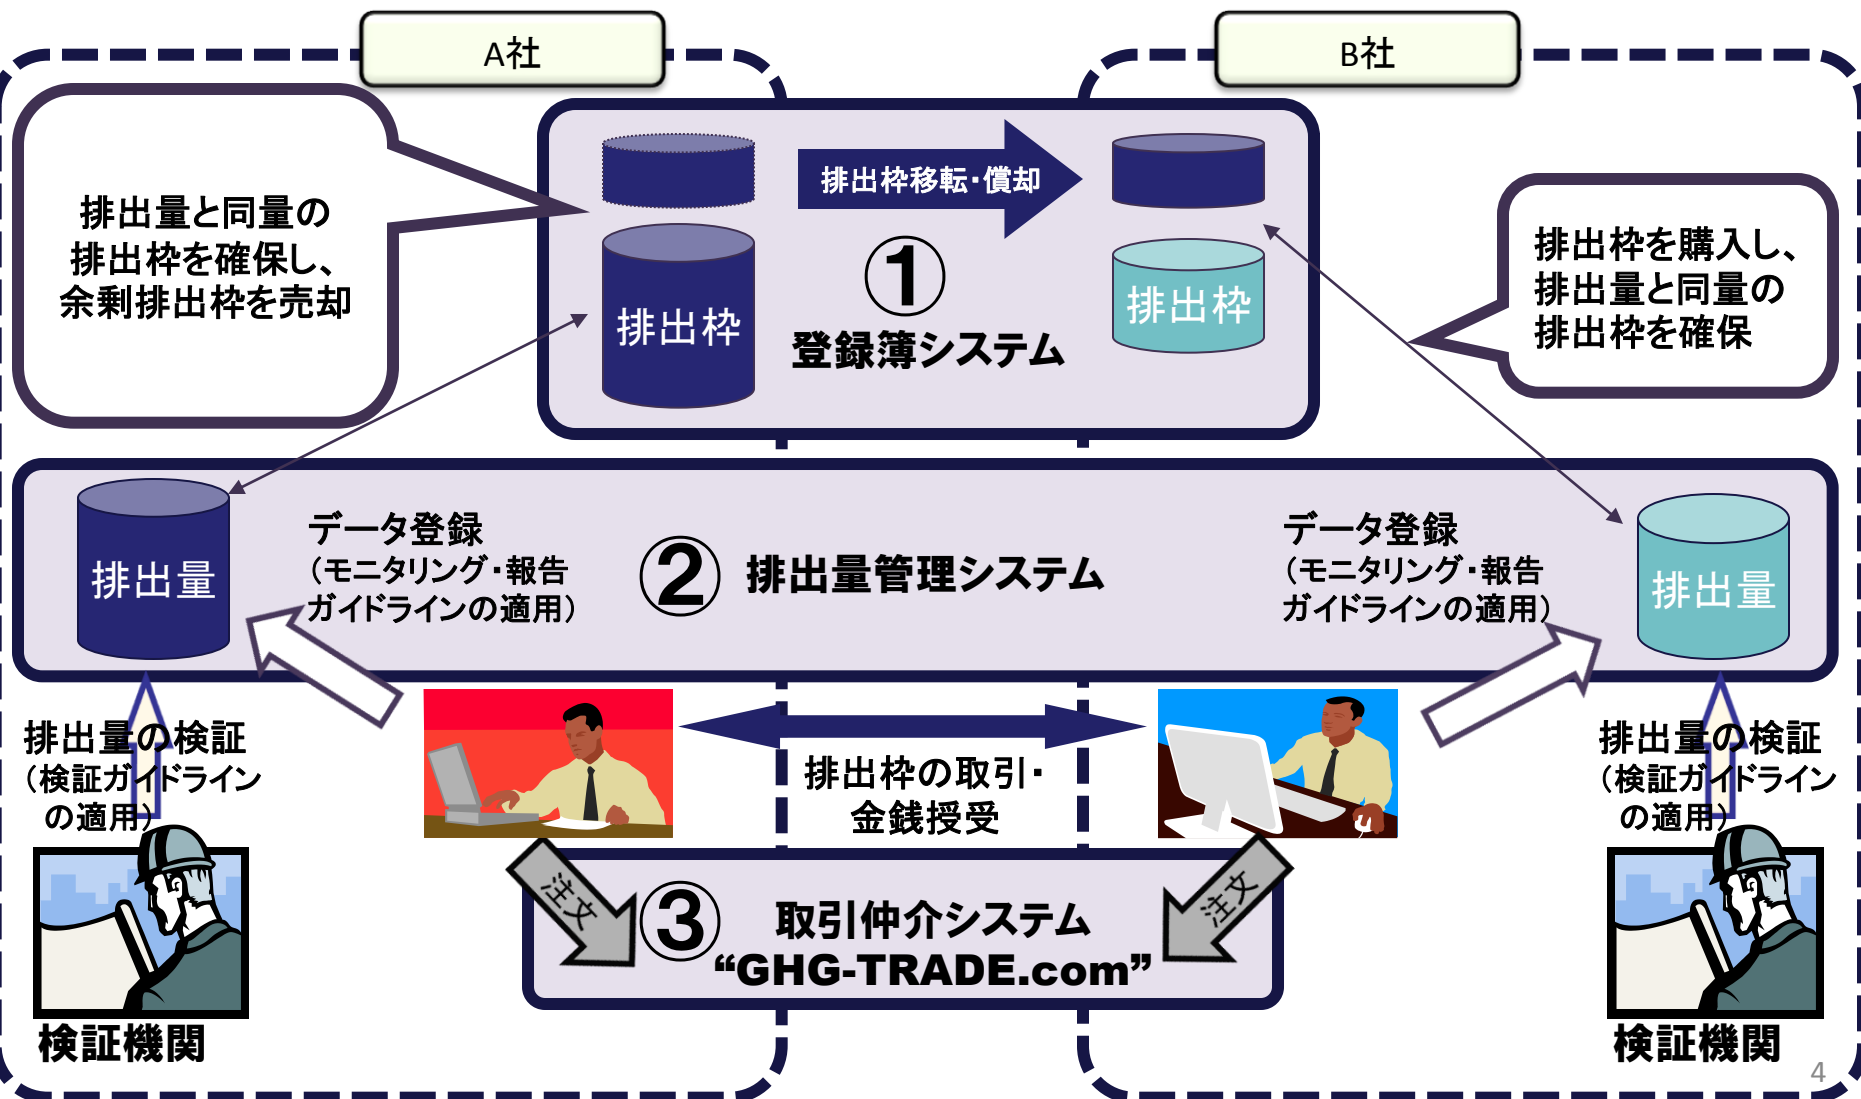 A社
B社
排出量と同量の
排出枠を確保し、
余剰排出枠を売却
排出枠移転・償却
排出枠
①
登録簿システム
排出枠
排出枠を購入し、
排出量と同量の
排出枠を確保
排出量
データ登録
（モニタリング・報告
ガイドラインの適用）
②
排出量管理システム
データ登録
（モニタリング・報告
ガイドラインの適用）
排出量
排出量の検証
（検証ガイドライン
の適用）
排出枠の取引・
金銭授受
排出量の検証
（検証ガイドライン
の適用）
注文
③
取引仲介システム
“GHG-TRADE.com”
注文
検証機関
検証機関
4